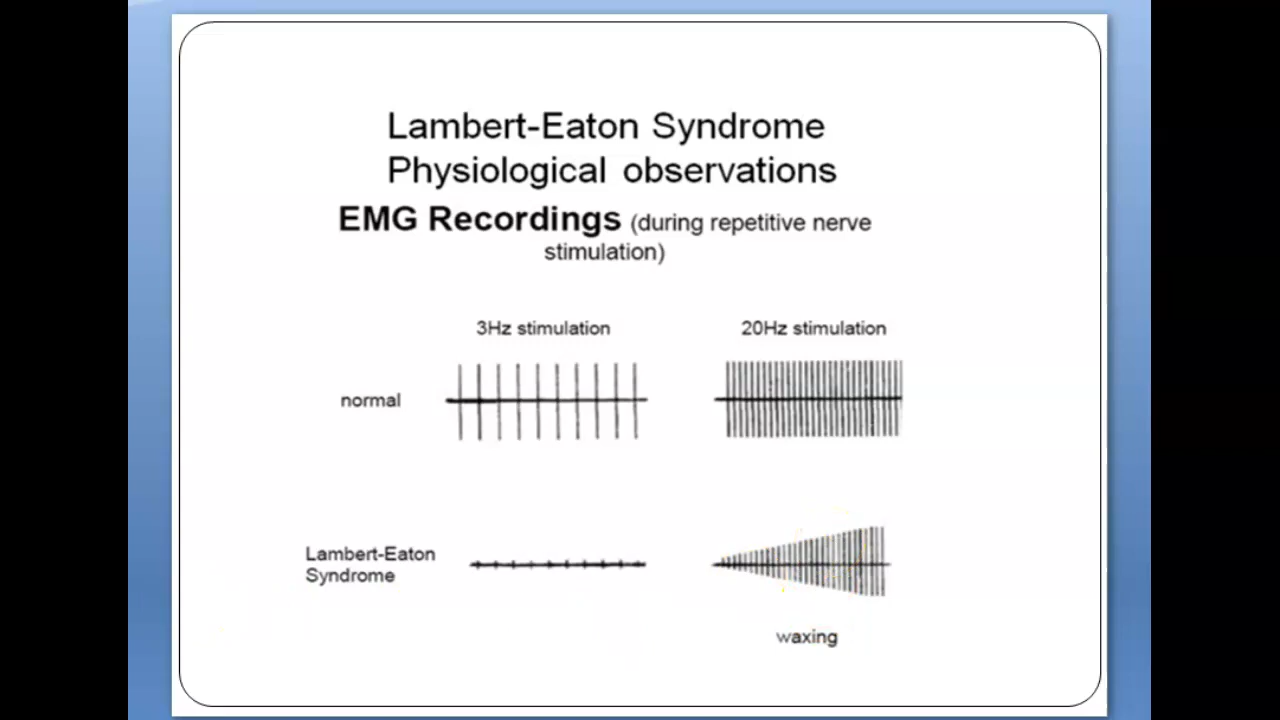 Lambert-Eaton Syndrome
Physiological observations
EMG Recordings (during repetitive nerve
stimulation)
3Hz stimulation
20Hz stimulation
normal
Lambert-Eaton
Syndrome
waxing